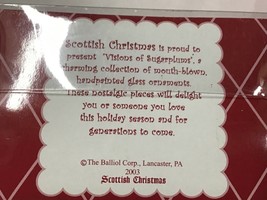 Scottish Christmas is proud to
present "Visions of Sugarplums", a
charming collection of mouth-blown,
handpainted glass ornaments.
These nostalgic pieces will delight
you or someone you love
this holiday season and for
generations to come.
©The Balliol Corp., Lancaster, PA
2003
Scottish Christmas